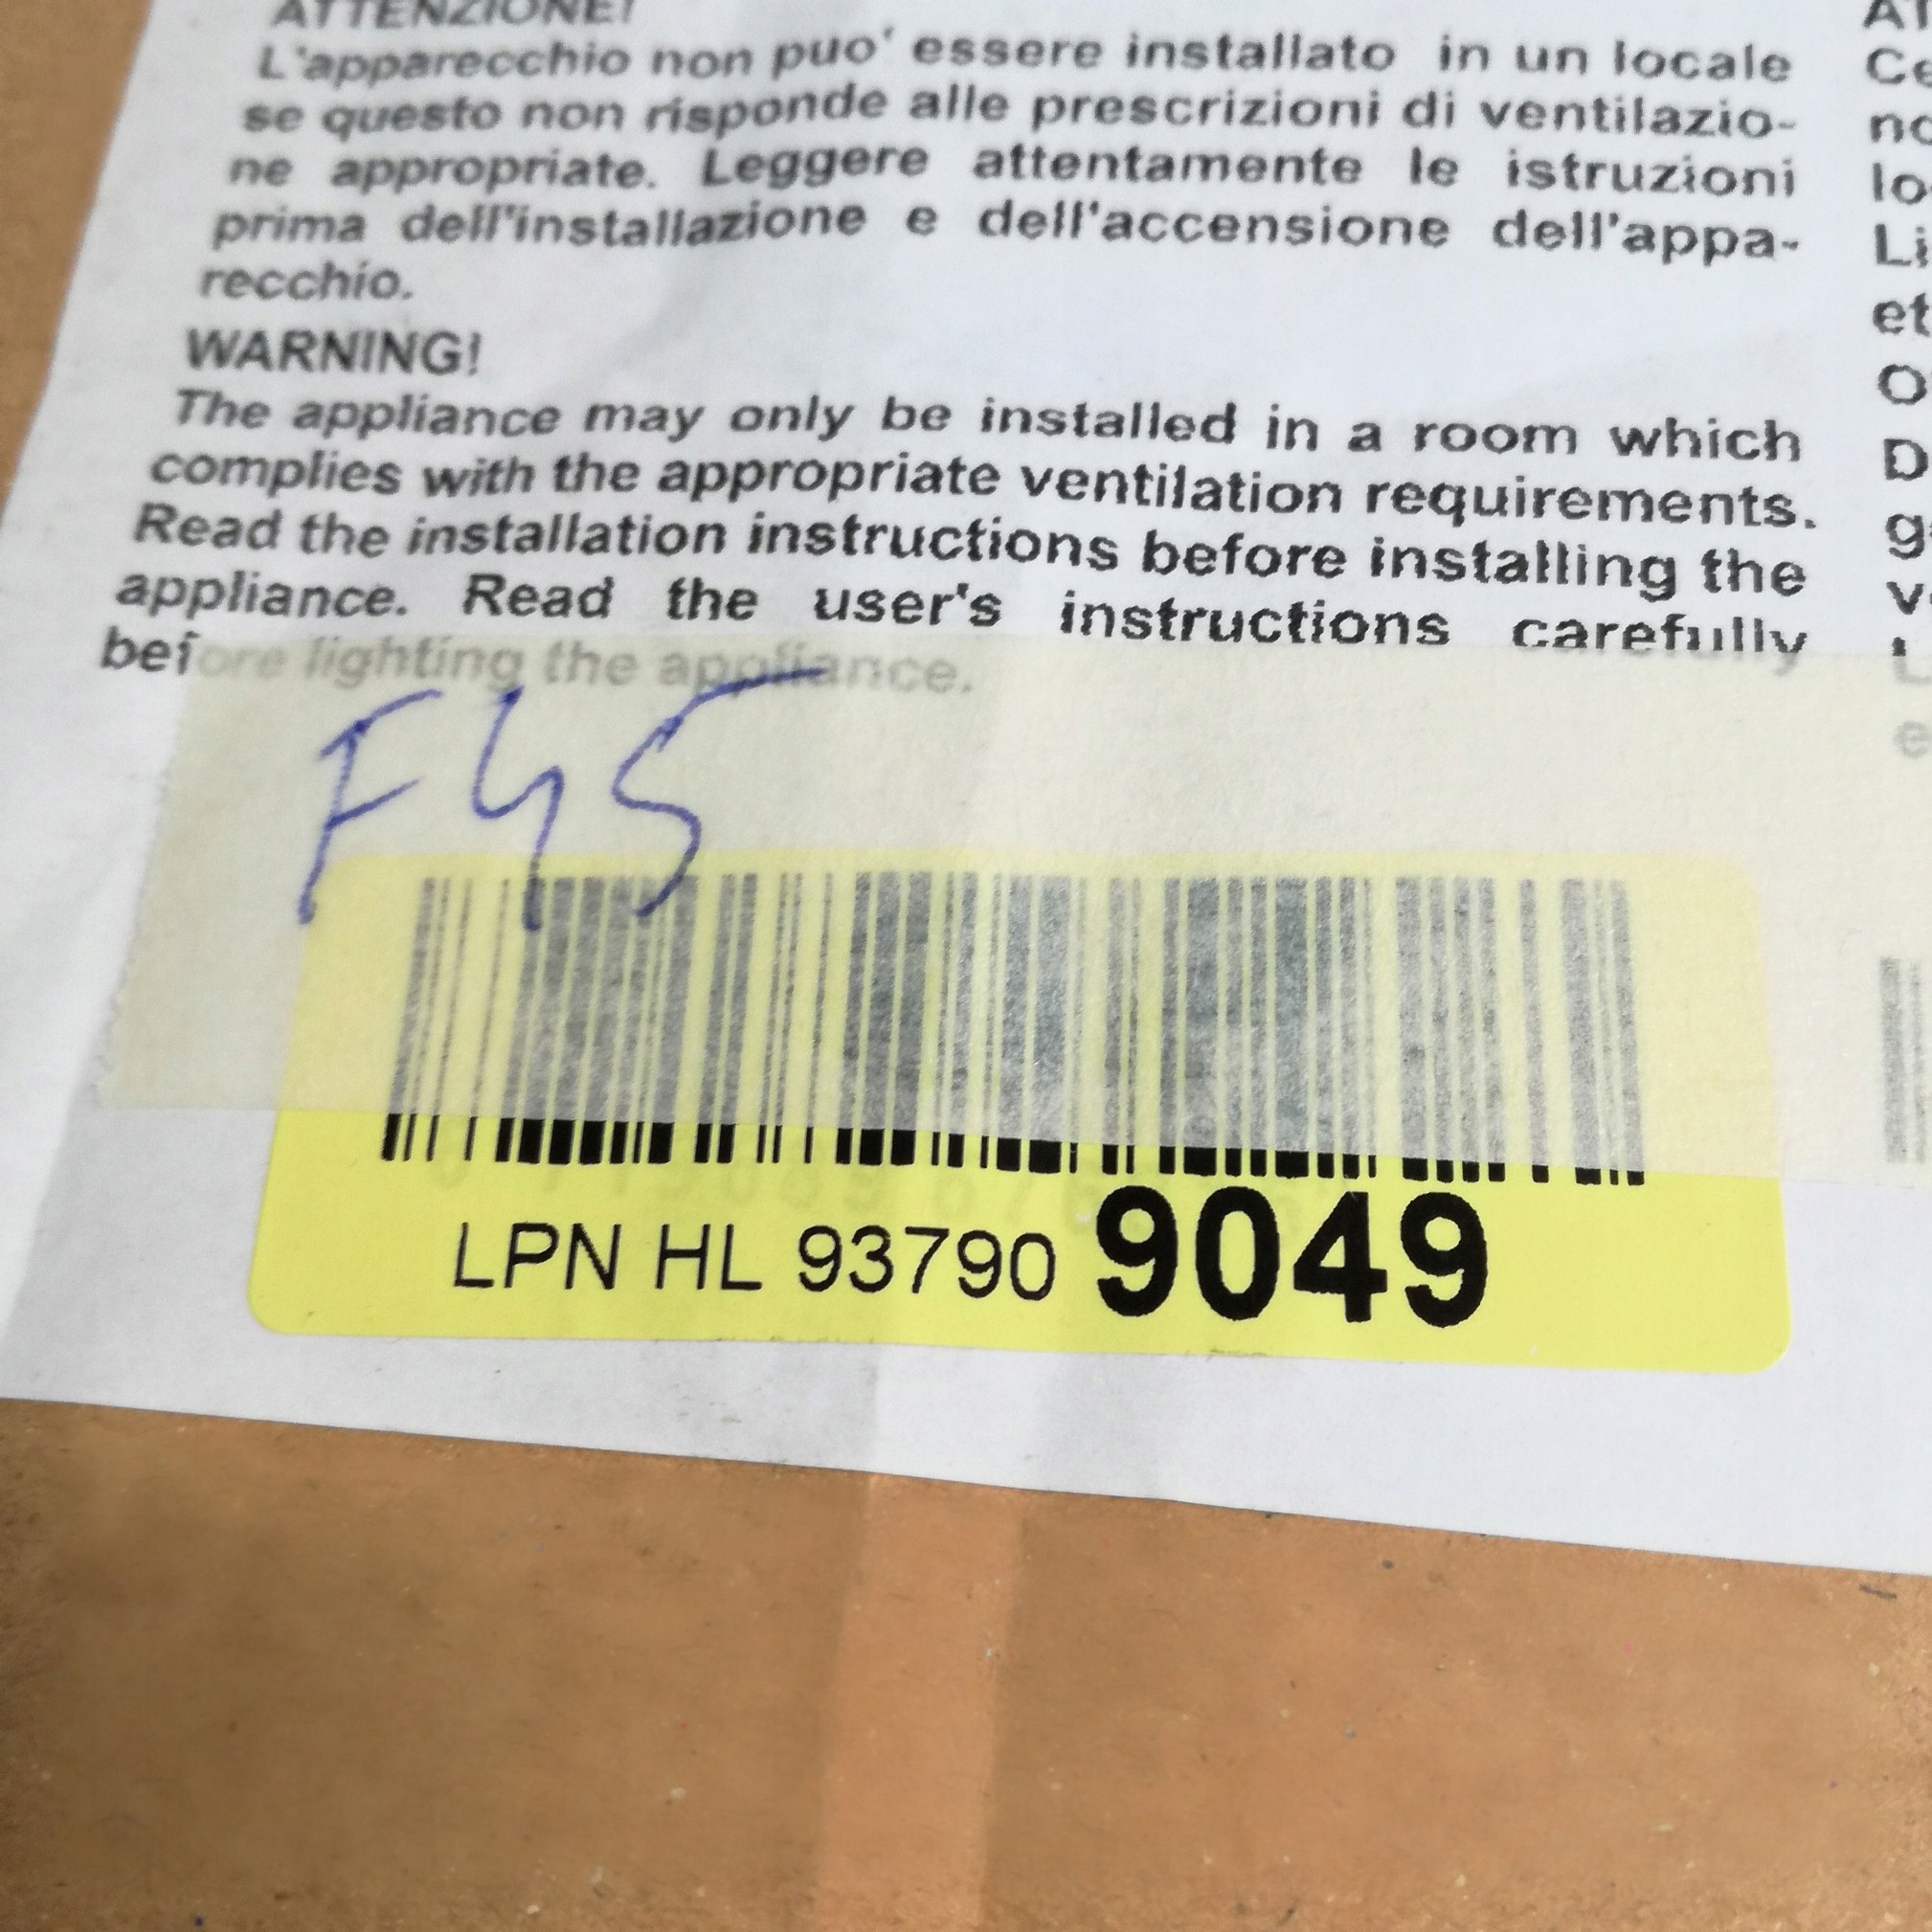 ATTENZIONE!
L'apparecchio non puo' essere installato in un locale
se questo non risponde alle prescrizioni di ventilazio-
ne appropriate. Leggere attentamente le istruzioni
prima dell'installazione e dell'accensione dell'appa-
recchio.
WARNING!
The appliance may only be installed in a room which
complies with the appropriate ventilation requirements.
Read the installation instructions before installing the
appliance. Read the user's instructions carefully
before lighting the appliance.
F45
LPN HL 93790 9049